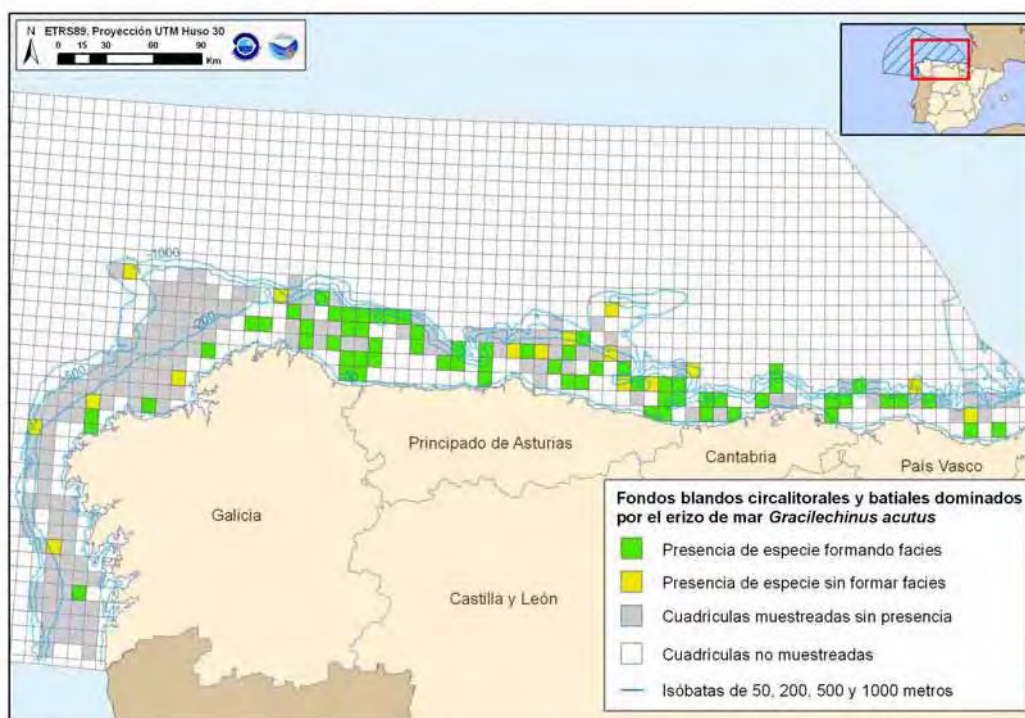 N ETRS89, Proyección UTM Huso 30
0 15 30 60 90
Km
-1000
-200
-500
Principado de Asturias
Cantabria
País Vasco
Galicia
Castilla y León
Fondos blandos circalitorales y batiales dominados
por el erizo de mar Gracilechinus acutus
Presencia de especie formando facies
Presencia de especie sin formar facies
Cuadrículas muestreadas sin presencia
Cuadrículas no muestreadas
Isóbatas de 50, 200, 500 y 1000 metros